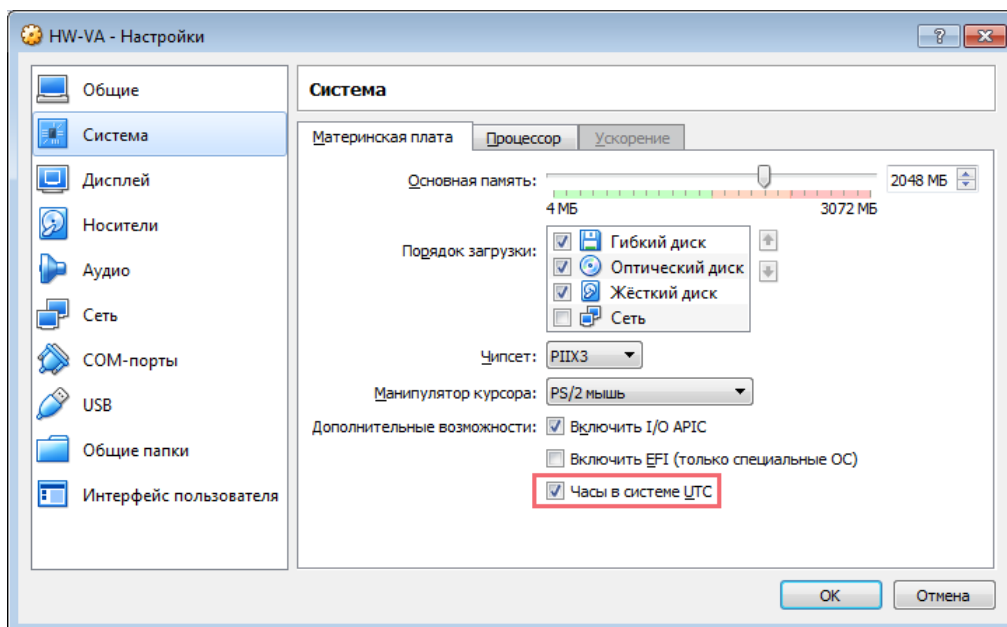 HW-VA - Настройки
Общие
Система
Дисплей
Носители
Аудио
Сеть
COM-порты
USB
Общие папки
Интерфейс пользователя
Система
Материнская плата
Процессор
Ускорение
Основная память:
2048 МБ
4 МБ
3072 МБ
Порядок загрузки:
Гибкий диск
Оптический диск
Жёсткий диск
Сеть
Чипсет:
PIIX3
Манипулятор курсора:
PS/2 мышь
Дополнительные возможности:
Включить I/O APIC
Включить EFI (только специальные ОС)
Часы в системе UTC
OK
Отмена